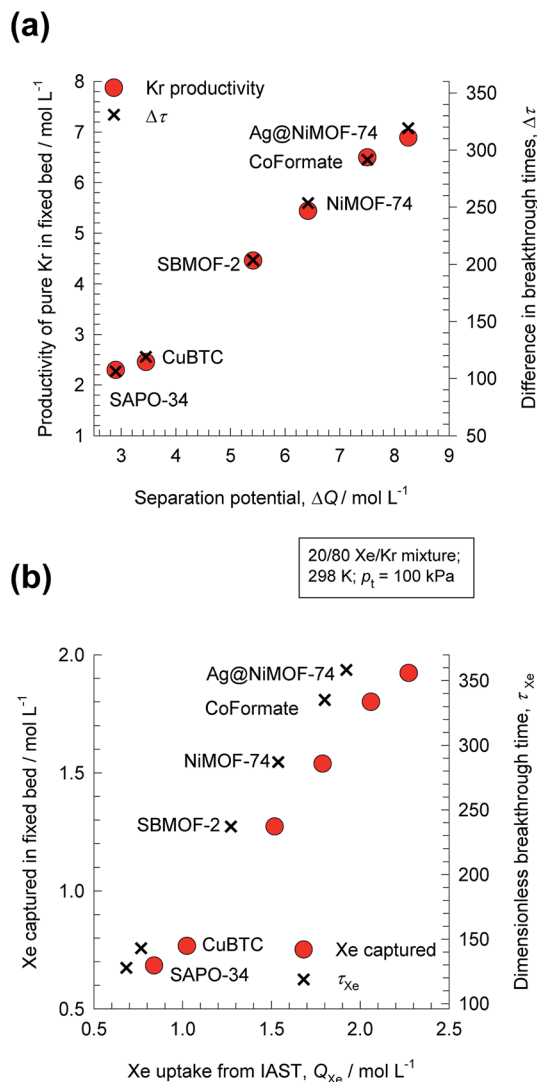 (a)
Kr productivity
Δτ
Ag@NiMOF-74
CoFormate
NiMOF-74
SBMOF-2
CuBTC
SAPO-34
8
7
6
5
4
3
2
1
350
300
250
200
150
100
50
3 4 5 6 7 8 9
Productivity of pure Kr in fixed bed / mol L⁻¹
Difference in breakthrough times, Δτ
Separation potential, ΔQ / mol L⁻¹
20/80 Xe/Kr mixture;
298 K; pₜ = 100 kPa
(b)
Ag@NiMOF-74
CoFormate
NiMOF-74
SBMOF-2
CuBTC
SAPO-34
Xe captured
τXe
2.0
1.5
1.0
0.5
350
300
250
200
150
100
0.5 1.0 1.5 2.0 2.5
Xe captured in fixed bed / mol L⁻¹
Dimensionless breakthrough time, τXe
Xe uptake from IAST, QXe / mol L⁻¹